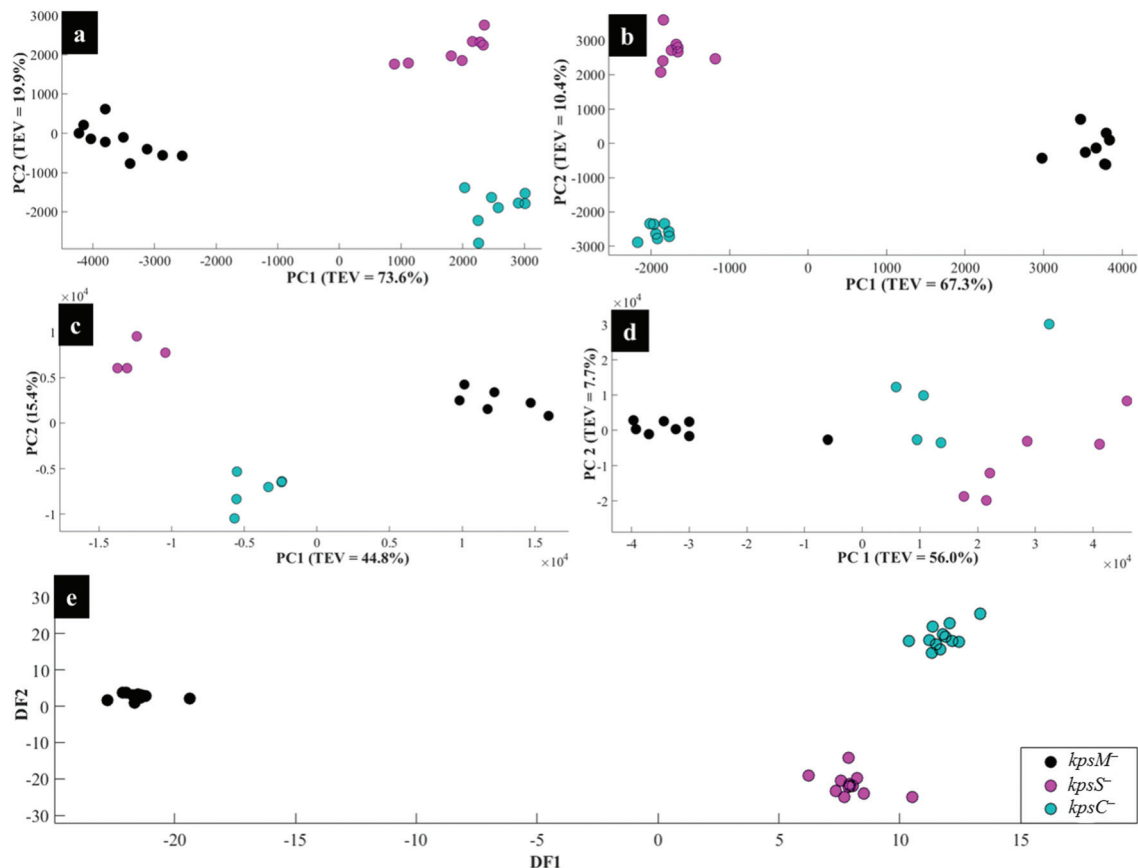 a
3000
2000
1000
0
-1000
-2000
PC2 (TEV = 19.9%)
-4000 -3000 -2000 -1000 0 1000 2000 3000
PC1 (TEV = 73.6%)
b
3000
2000
1000
0
-1000
-2000
-3000
PC2 (TEV = 10.4%)
-2000 -1000 0 1000 2000 3000 4000
PC1 (TEV = 67.3%)
×10⁴
c
1
0.5
0
-0.5
-1
PC2 (15.4%)
-1.5 -1 -0.5 0 0.5 1 1.5
PC1 (TEV = 44.8%)
×10⁴
×10⁴
d
3
2
1
0
-1
-2
PC 2 (TEV = 7.7%)
-4 -3 -2 -1 0 1 2 3 4
PC 1 (TEV = 56.0%)
×10⁴
e
30
20
10
0
-10
-20
-30
DF2
-20 -15 -10 -5 0 5 10 15
DF1
kpsM⁻
kpsS⁻
kpsC⁻